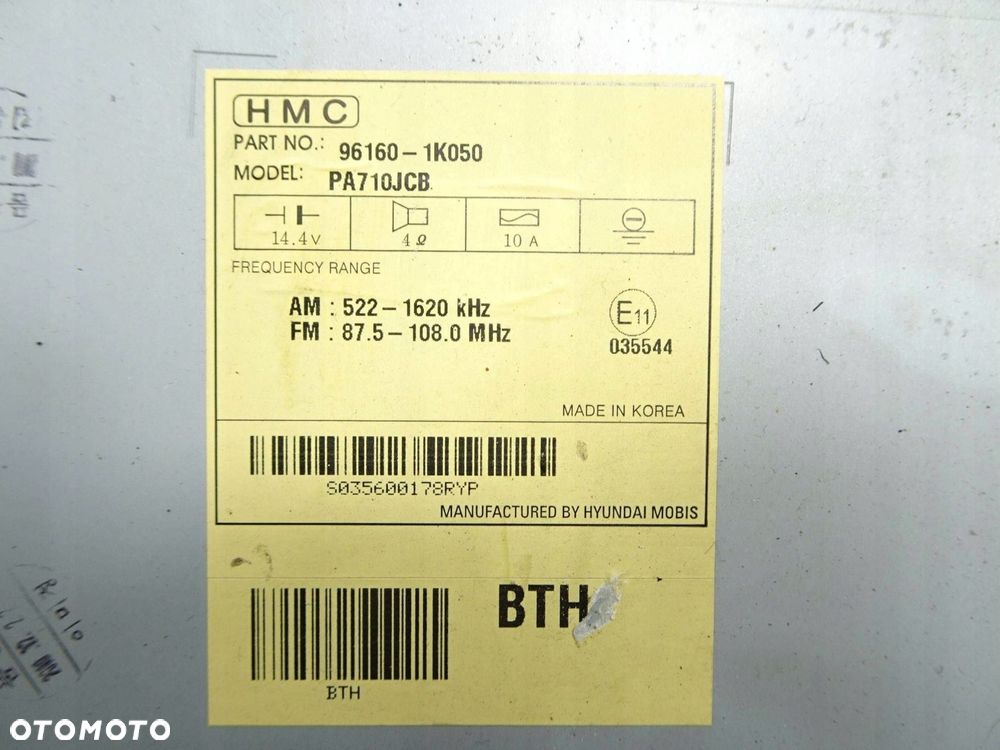 HMC
PART NO.: 96160-1K050
MODEL: PA710JCB
14.4V 4Ω 10 A
FREQUENCY RANGE
AM : 522-1620 kHz
FM : 87.5-108.0 MHz
E11
035544
MADE IN KOREA
S035600178RYP
MANUFACTURED BY HYUNDAI MOBIS
BTH
BTH
OTOMOTO